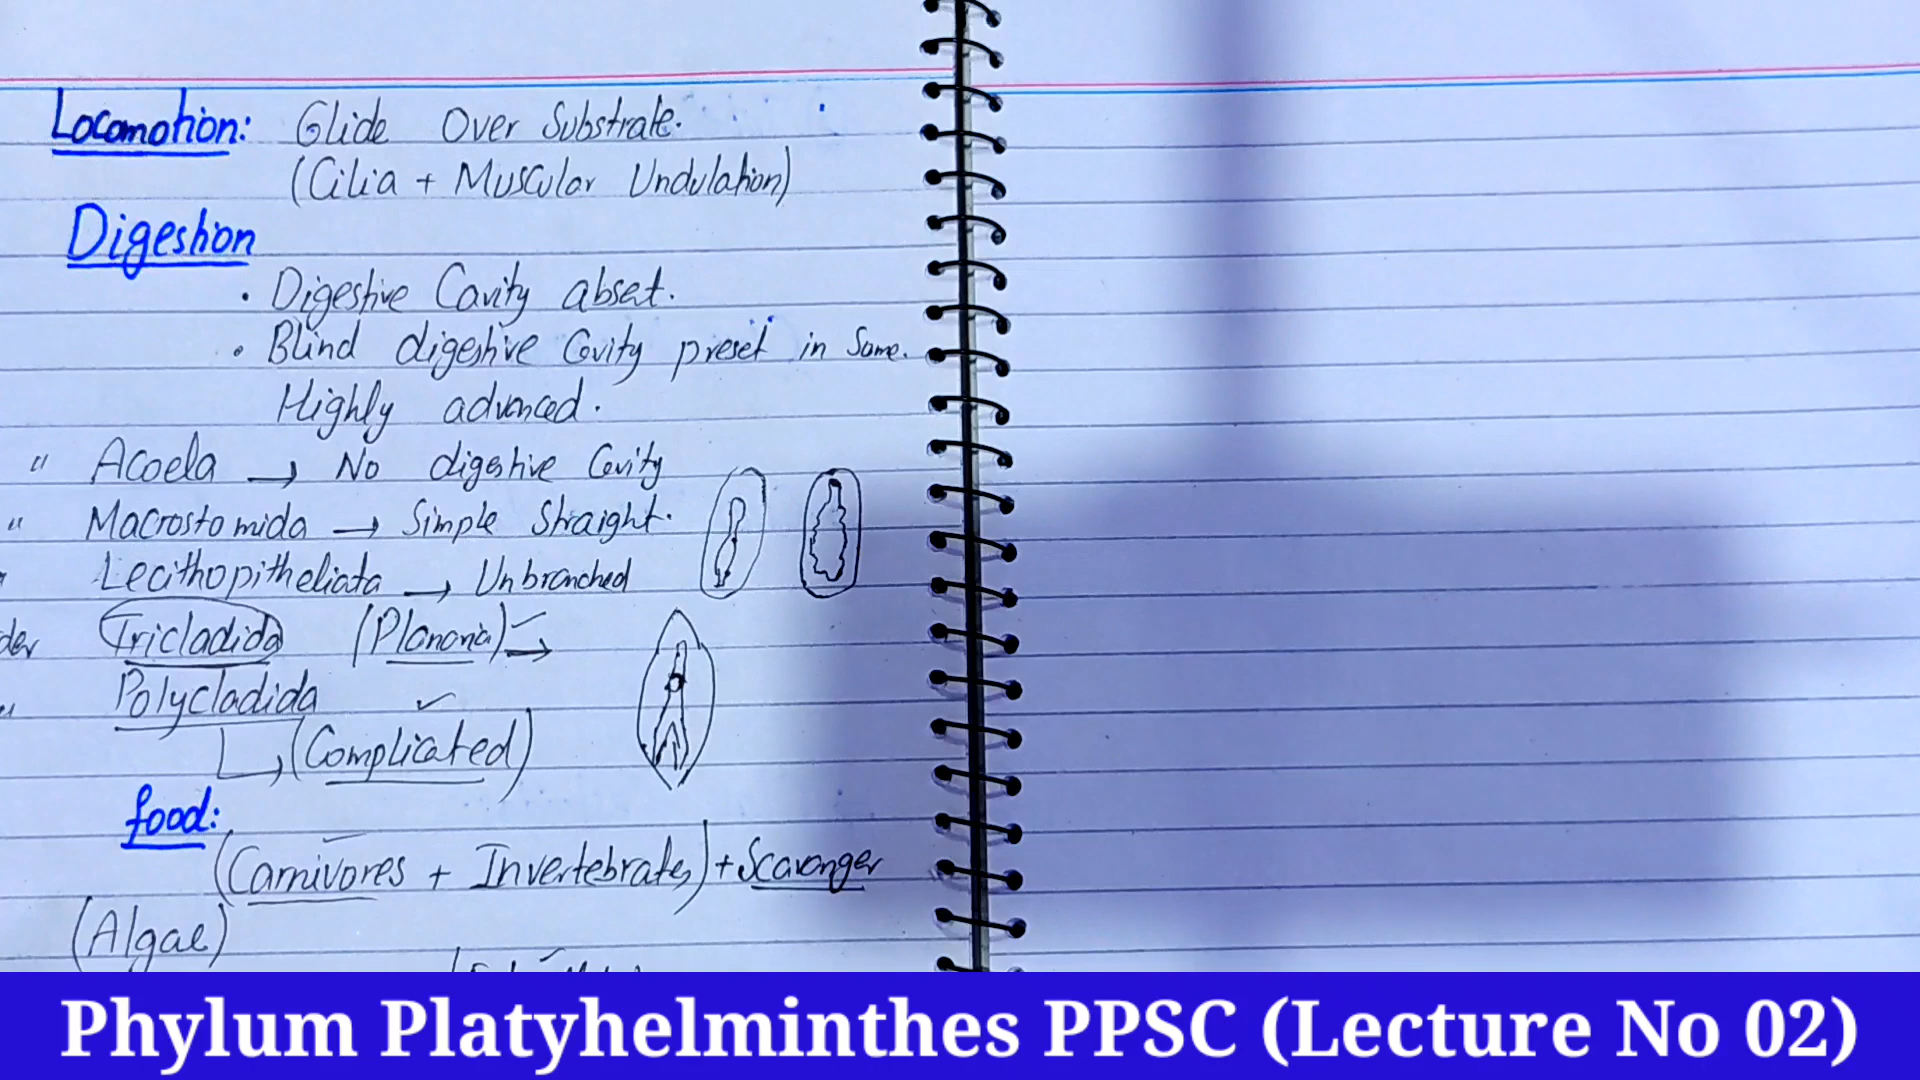 Locomotion: Glide Over Substrate.
(Cilia + Muscular Undulation)
Digestion
• Digestive Cavity abset.
• Blind digestive Cavity preset in Some.
Highly advanced.
" Acoela → No digestive Cavity
" Macrostomida → Simple Straight.
" Lecithopitheliata → Unbranched
der Tricladida (Planaria) →
" Polycladida
(Complicated)
food:
(Carnivores + Invertebrates) + Scavenger
(Algae)
Phylum Platyhelminthes PPSC (Lecture No 02)